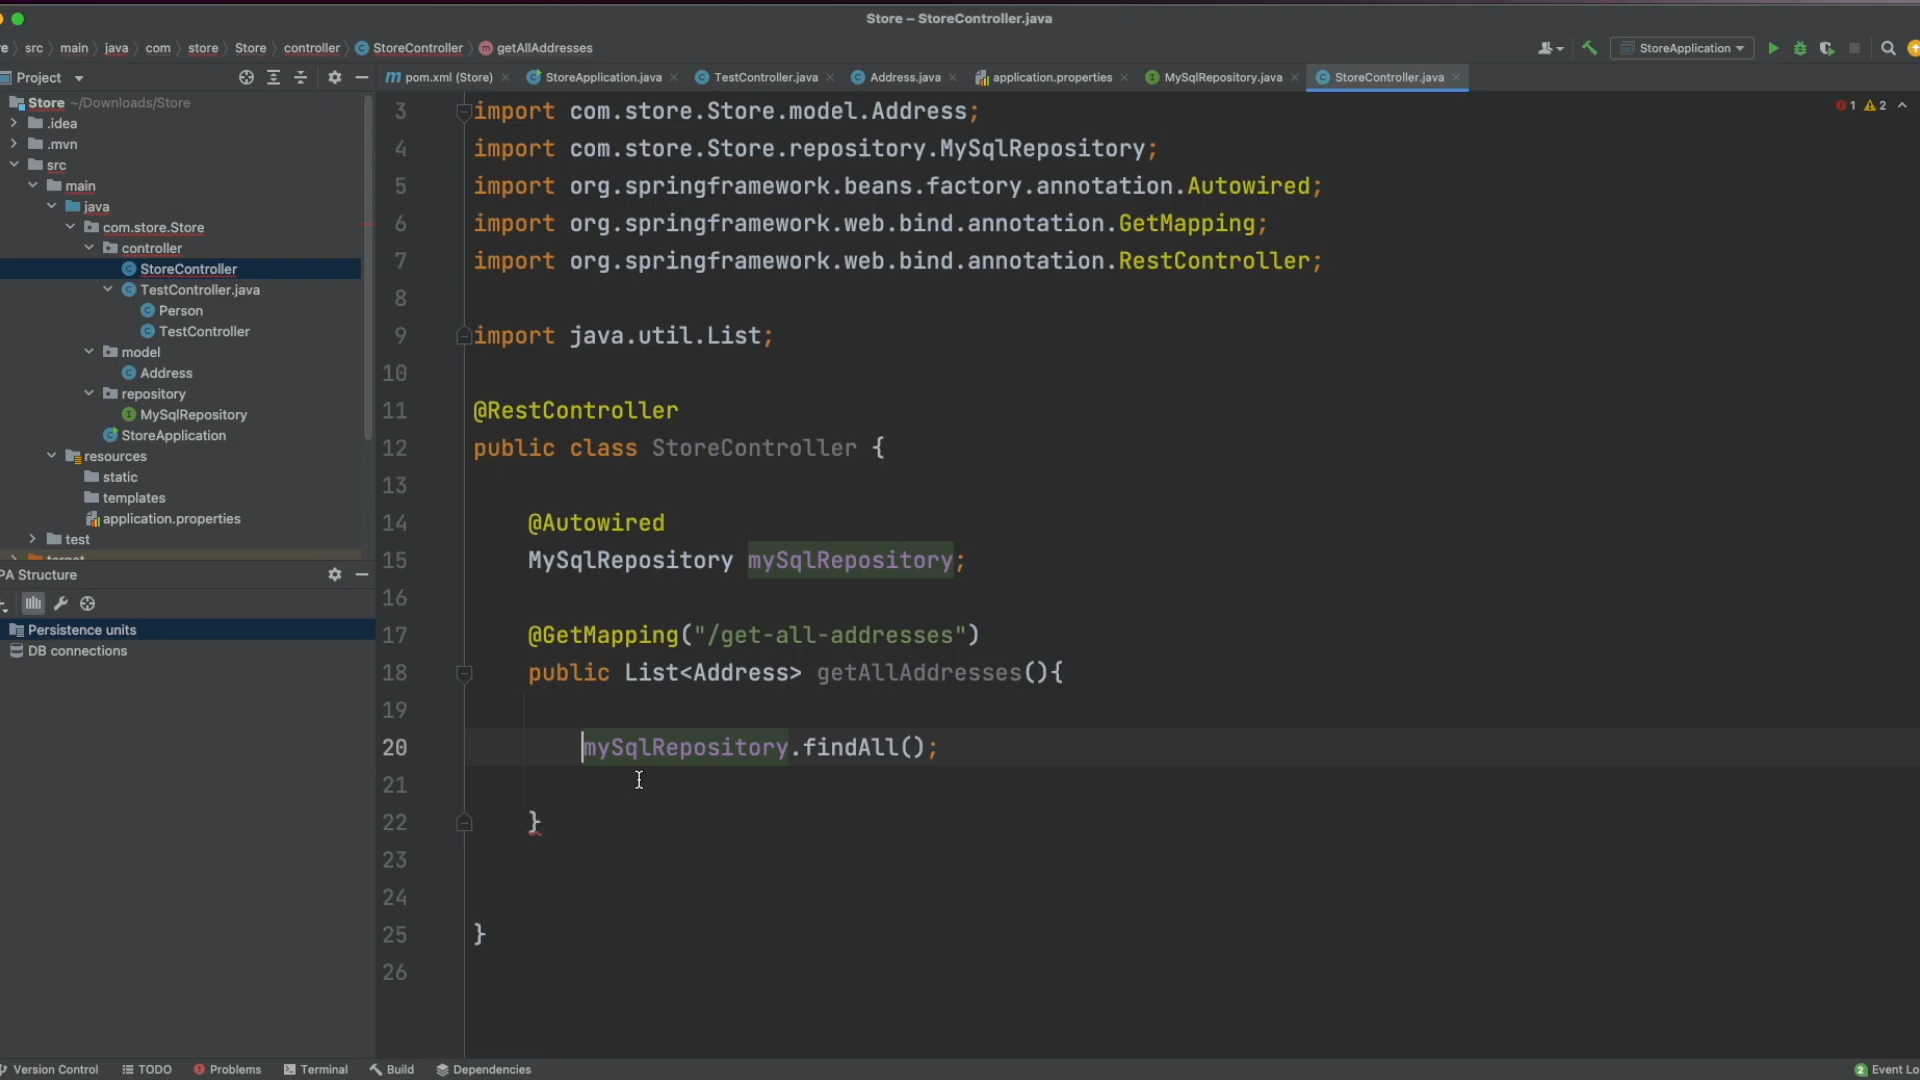 Store – StoreController.java
re src main java com store Store controller StoreController getAllAddresses
StoreApplication
Project
pom.xml (Store) StoreApplication.java TestController.java Address.java application.properties MySqlRepository.java StoreController.java
Store ~/Downloads/Store
.idea
.mvn
src
main
java
com.store.Store
controller
StoreController
TestController.java
Person
TestController
model
Address
repository
MySqlRepository
StoreApplication
resources
static
templates
application.properties
test
target
PA Structure
Persistence units
DB connections
1 2
3 import com.store.Store.model.Address;
4 import com.store.Store.repository.MySqlRepository;
5 import org.springframework.beans.factory.annotation.Autowired;
6 import org.springframework.web.bind.annotation.GetMapping;
7 import org.springframework.web.bind.annotation.RestController;
8
9 import java.util.List;
10
11 @RestController
12 public class StoreController {
13
14 @Autowired
15 MySqlRepository mySqlRepository;
16
17 @GetMapping("/get-all-addresses")
18 public List<Address> getAllAddresses(){
19
20 mySqlRepository.findAll();
21
22 }
23
24
25 }
26
Version Control TODO Problems Terminal Build Dependencies
2 Event Lo